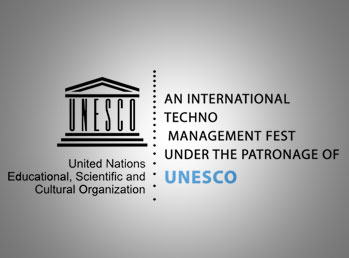 UNESCO
United Nations
Educational, Scientific and
Cultural Organization
AN INTERNATIONAL
TECHNO
MANAGEMENT FEST
UNDER THE PATRONAGE OF
UNESCO